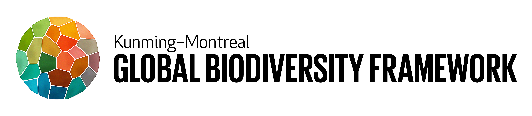 Kunming–Montreal
GLOBAL BIODIVERSITY FRAMEWORK